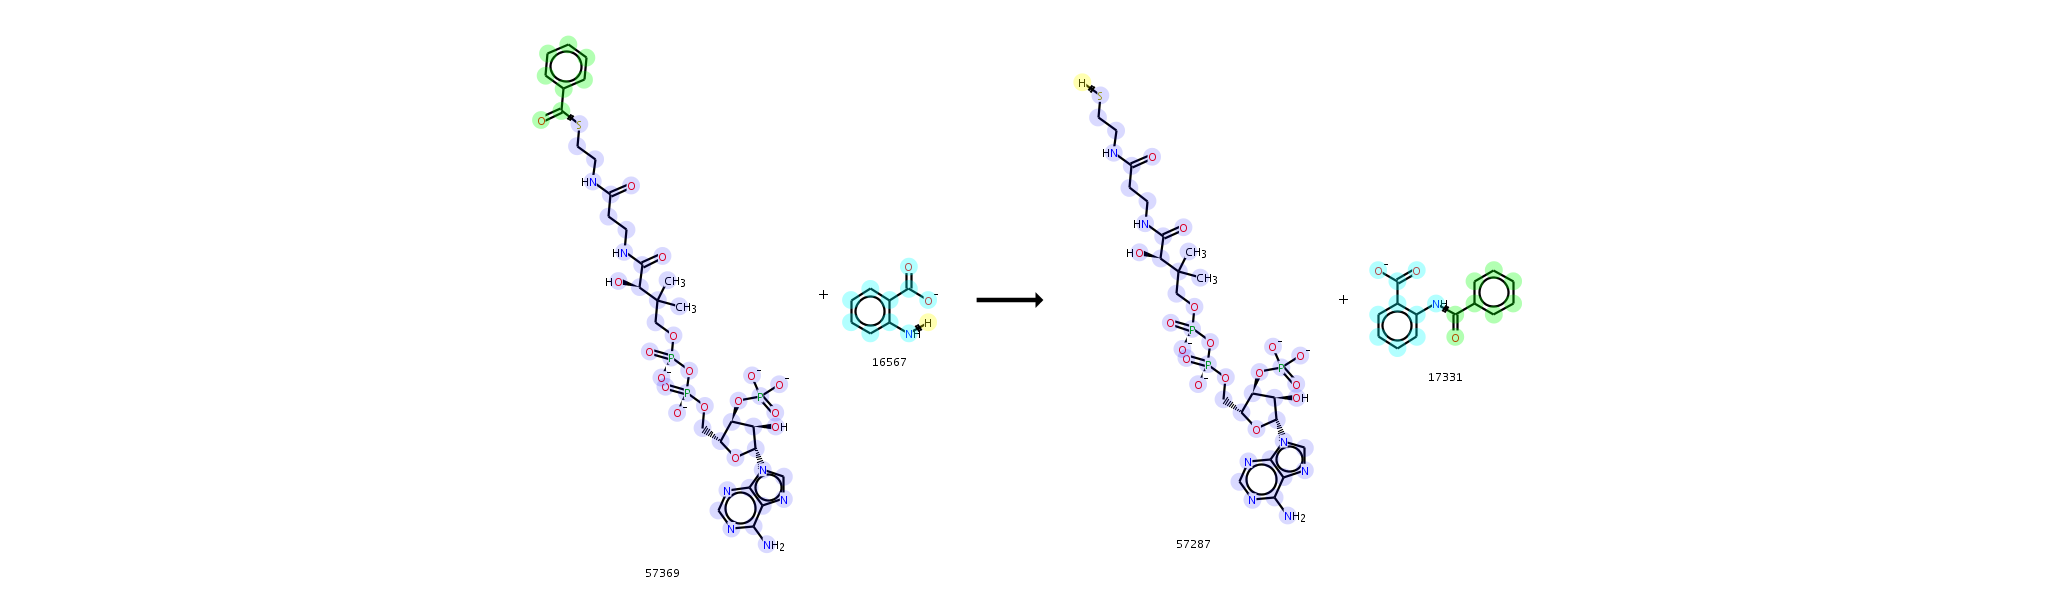 O
S
HN
O
HN
O
HO
CH3
CH3
O
O P O-
O
O P O-
O
O- O-
O P
O
OH
O
N
N
N
N
NH2
57369
+
O
O-
H
NH
16567
H
S
HN
O
HN
O
HO
CH3
CH3
O
O P O-
O
O P O-
O
O- O-
O P
O
OH
O
N
N
N
N
NH2
57287
+
O- O
NH
O
17331